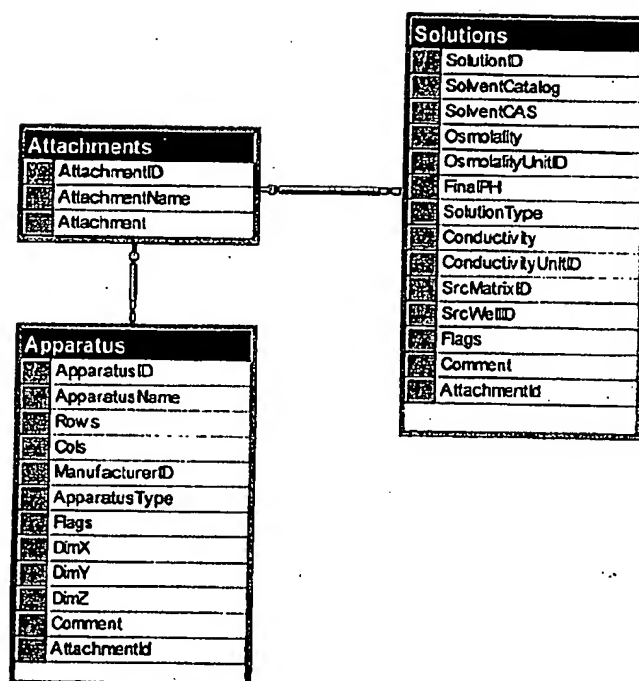 Attachments
AttachmentID
AttachmentName
Attachment
Solutions
SolutionID
SolventCatalog
SolventCAS
Osmolality
OsmolalityUnitID
FinalPH
SolutionType
Conductivity
ConductivityUnitID
SrcMatrixID
SrcWellID
Flags
Comment
AttachmentId
Apparatus
ApparatusID
ApparatusName
Rows
Cols
ManufacturerID
ApparatusType
Flags
DimX
DimY
DimZ
Comment
AttachmentId